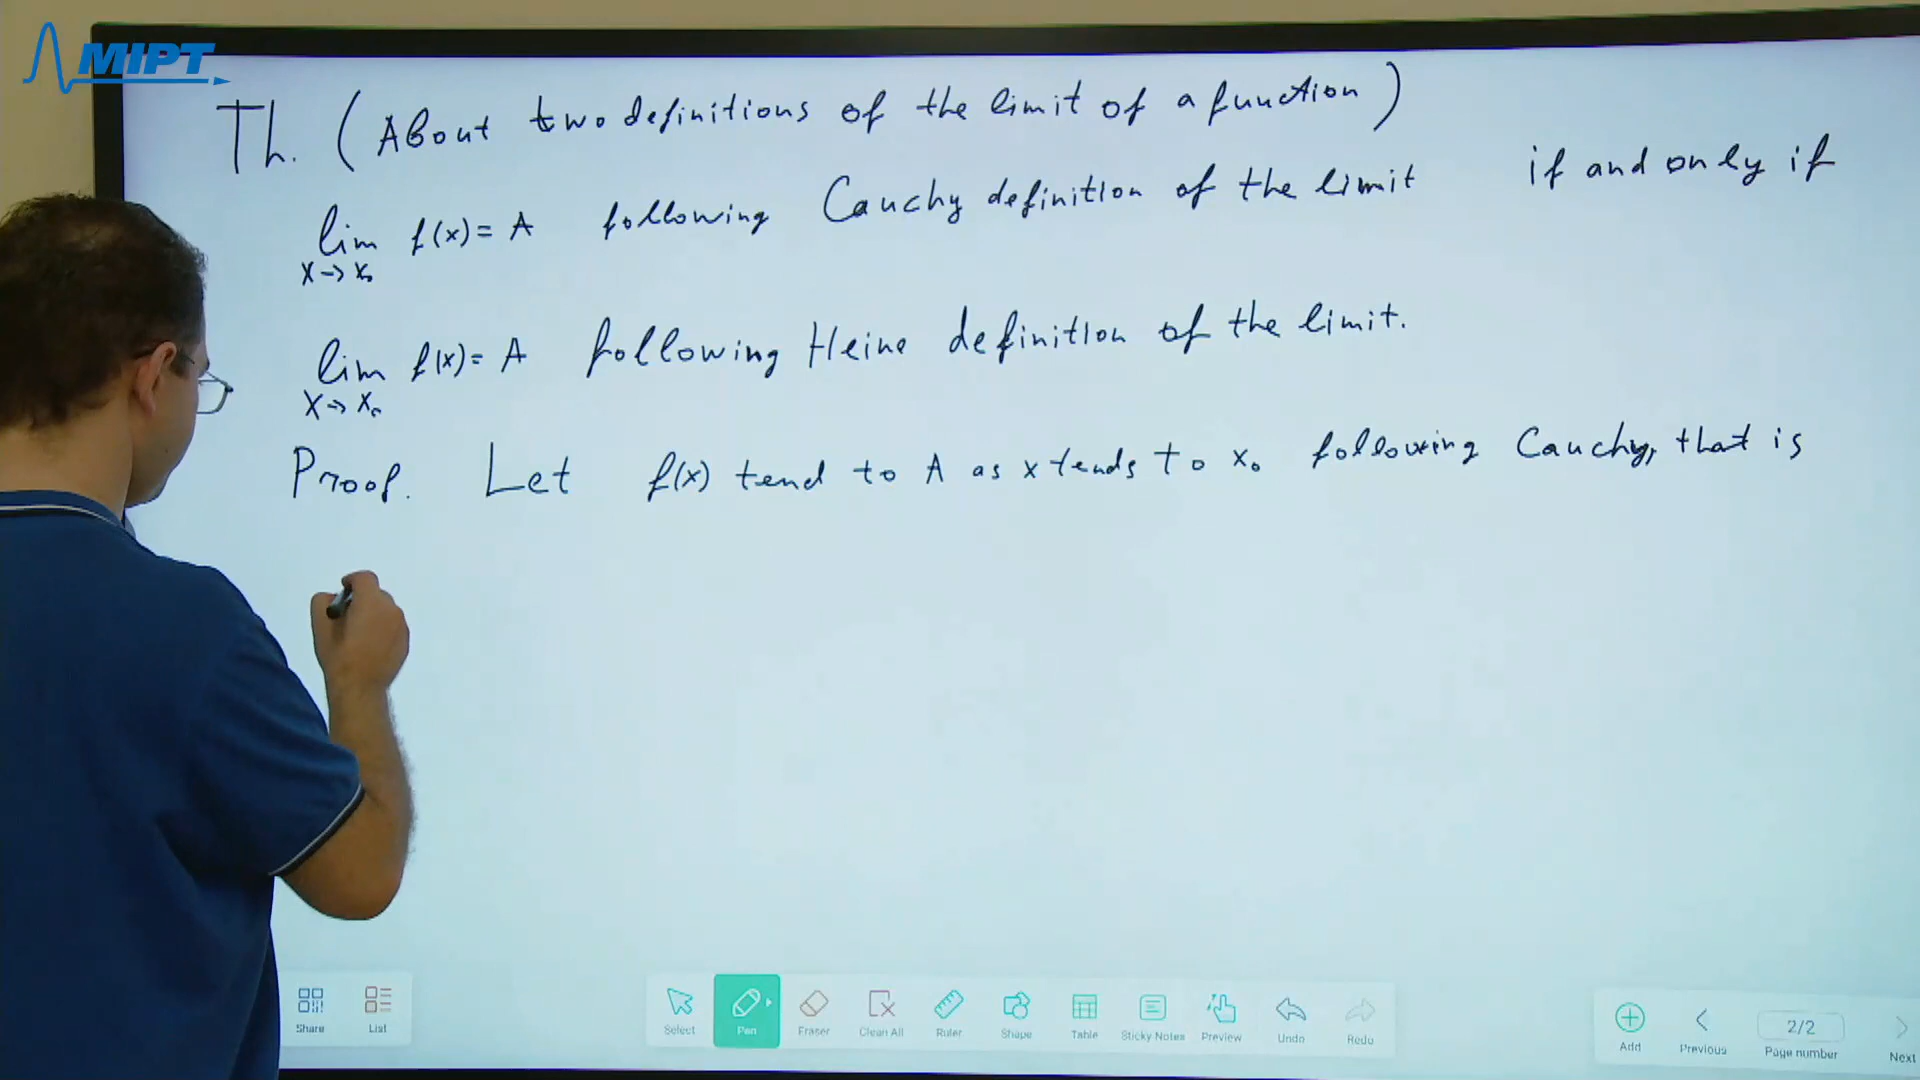 MIPT
Th. (About two definitions of the limit of a function)
lim f(x) = A following Cauchy definition of the limit if and only if
x → x₀
lim f(x) = A following Heine definition of the limit.
x → x₀
Proof. Let f(x) tend to A as x tends to x₀ following Cauchy, that is
Share List Select Pen Eraser Clean All Ruler Shape Table Sticky Notes Preview Undo Redo Add Previous 2/2 Page number Next